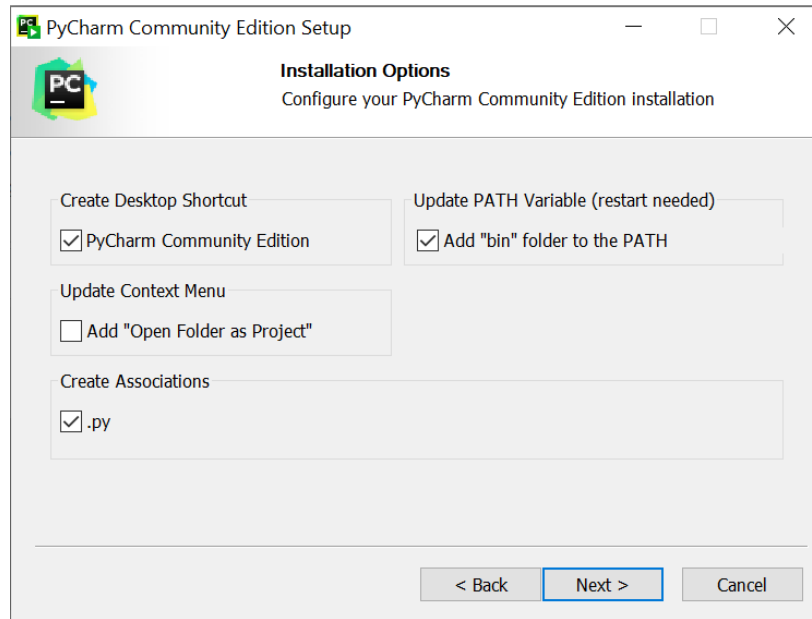 PyCharm Community Edition Setup
PC
Installation Options
Configure your PyCharm Community Edition installation
Create Desktop Shortcut
PyCharm Community Edition
Update PATH Variable (restart needed)
Add "bin" folder to the PATH
Update Context Menu
Add "Open Folder as Project"
Create Associations
.py
< Back
Next >
Cancel